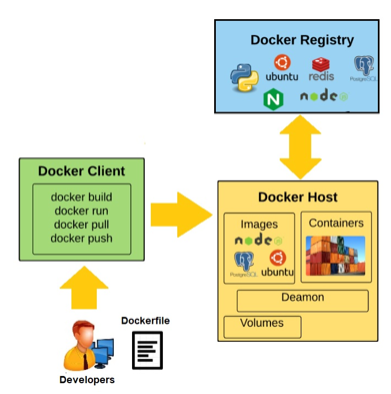 Docker Registry
ubuntu
redis
PostgreSQL
N
node
Docker Client
docker build
docker run
docker pull
docker push
Docker Host
Images
Containers
node
PostgreSQL
ubuntu
Deamon
Volumes
Dockerfile
Developers